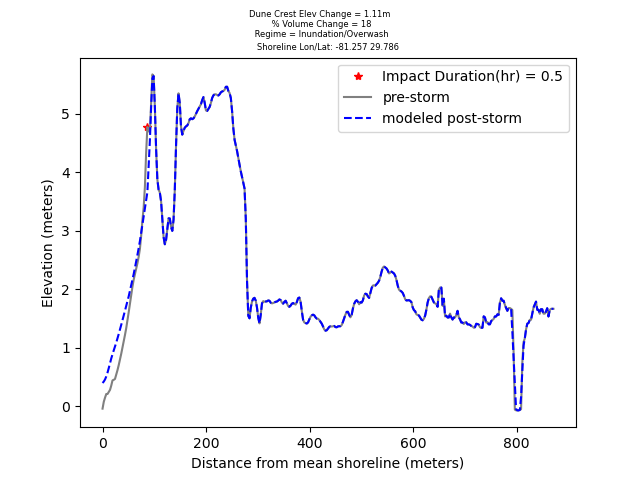 Dune Crest Elev Change = 1.11m
% Volume Change = 18
Regime = Inundation/Overwash
Shoreline Lon/Lat: -81.257 29.786
Impact Duration(hr) = 0.5
pre-storm
modeled post-storm
Elevation (meters)
5
4
3
2
1
0
0 200 400 600 800
Distance from mean shoreline (meters)